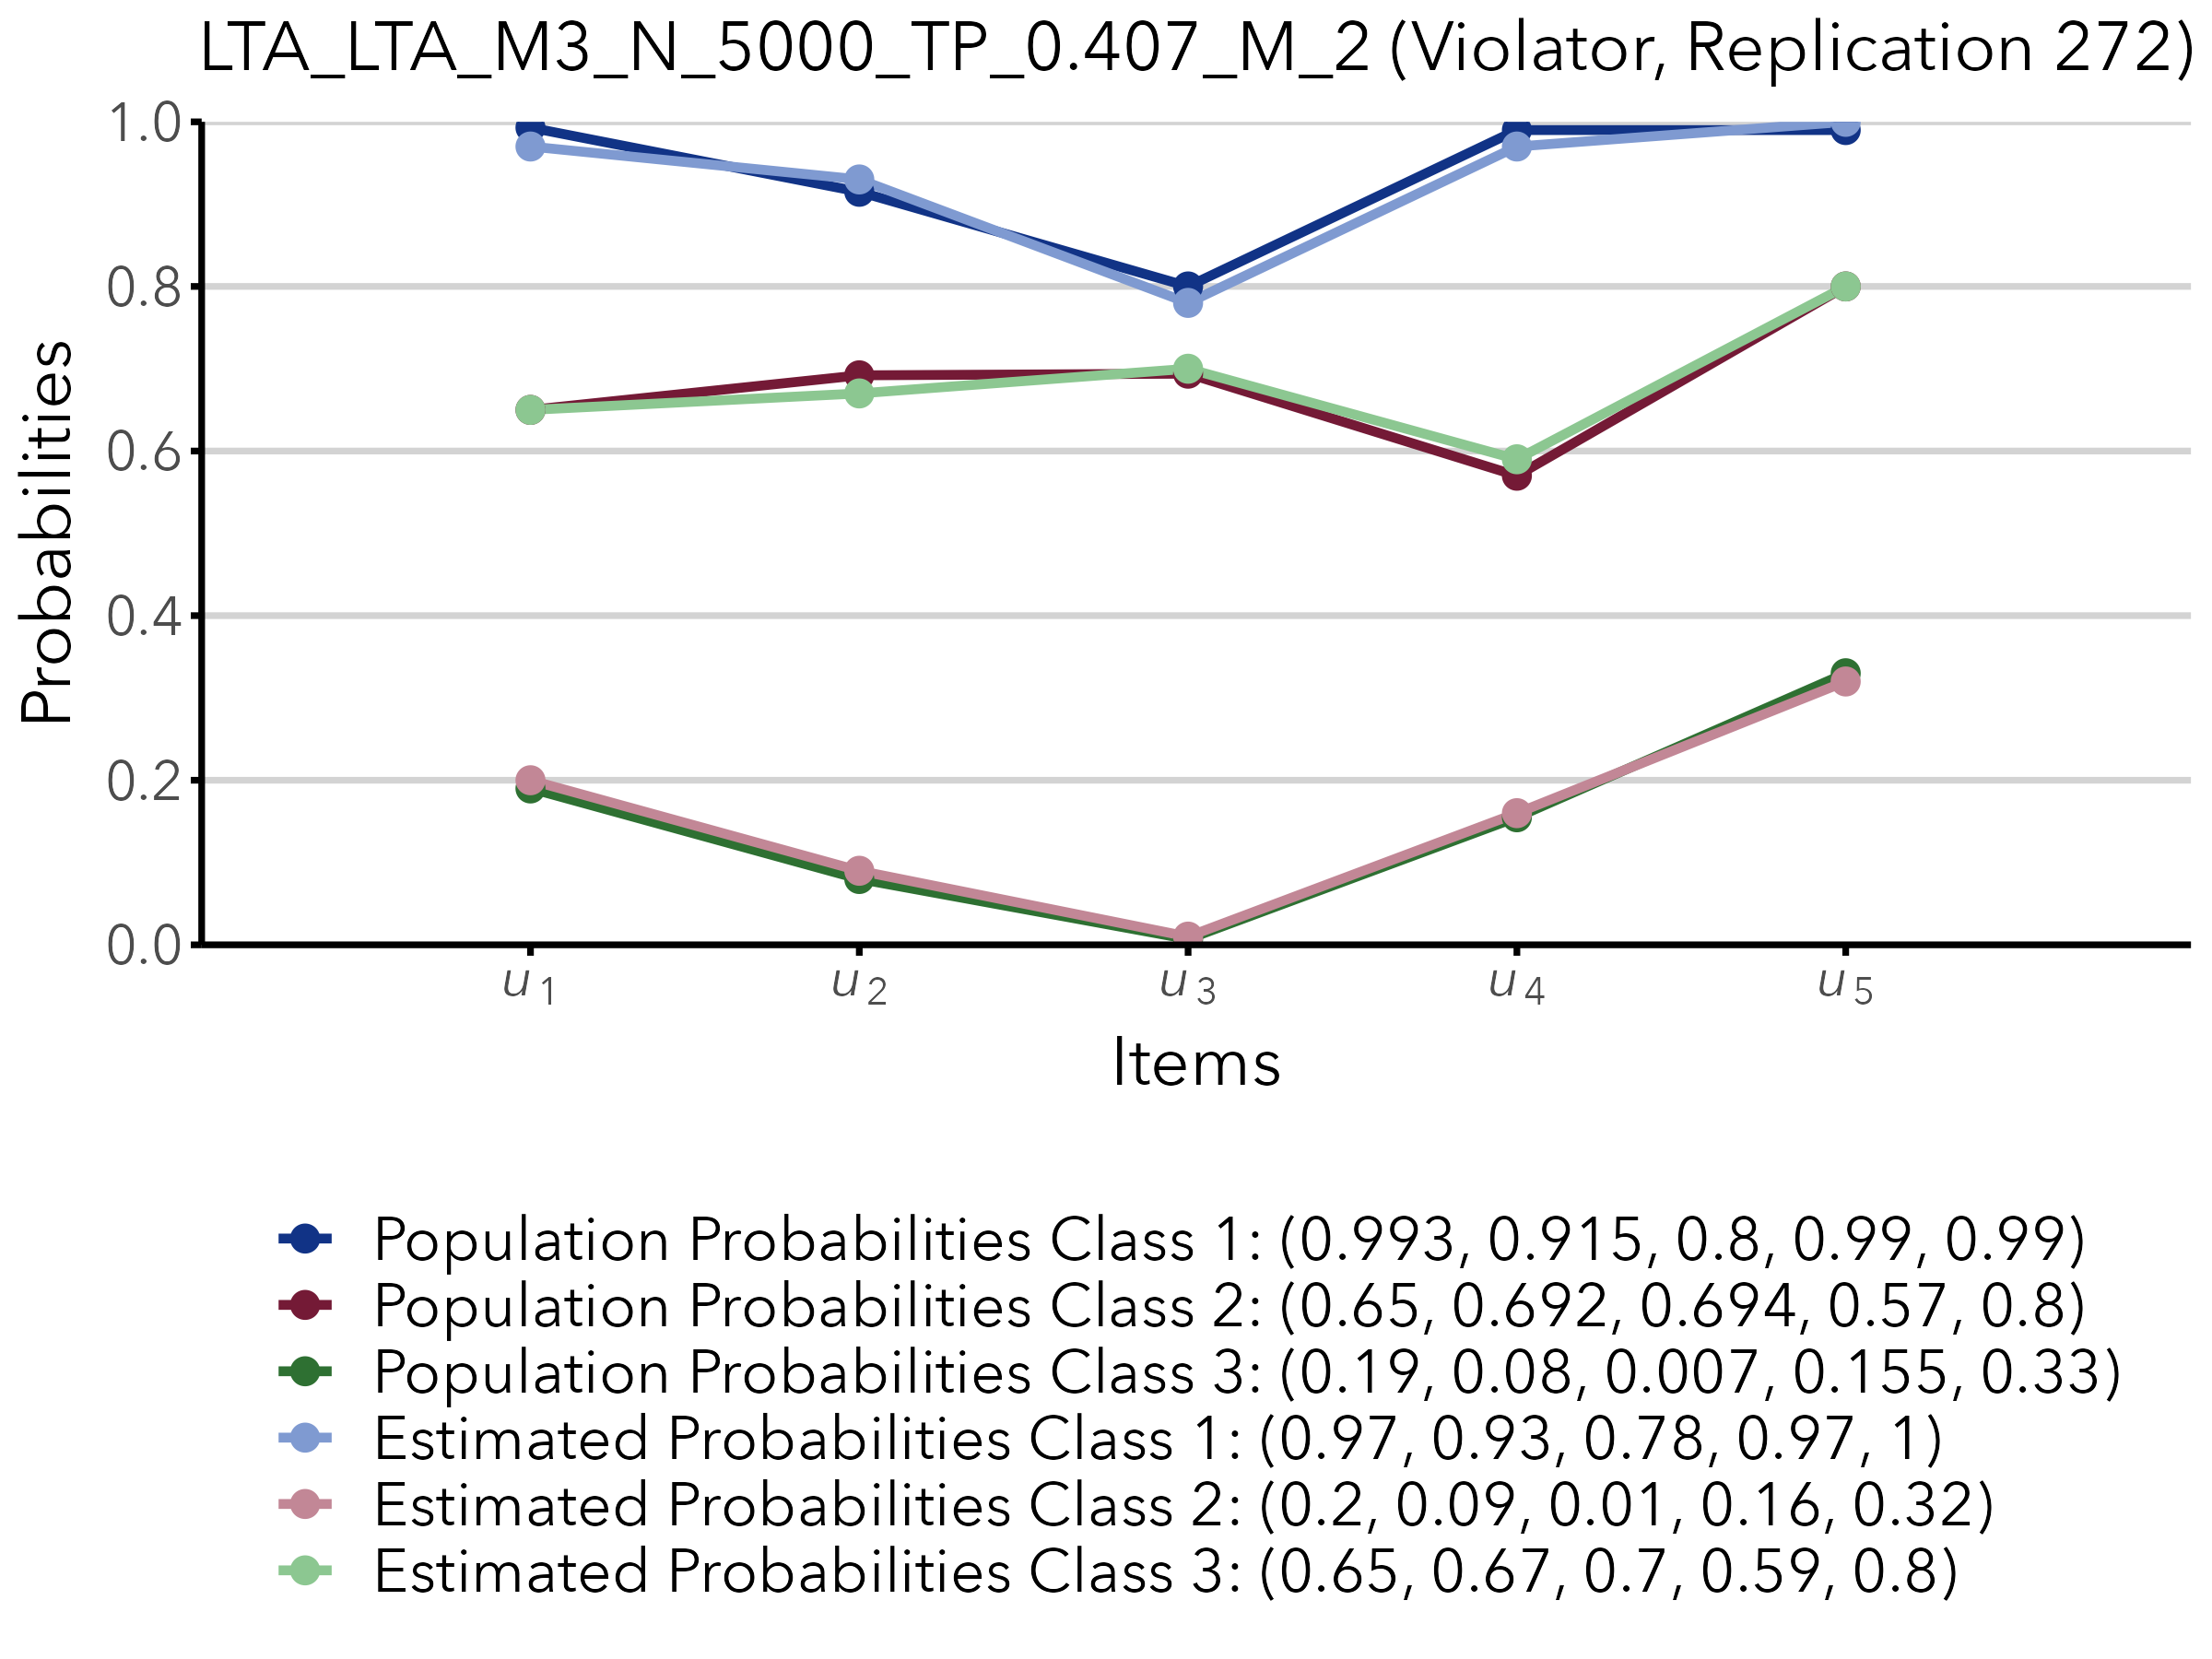 LTA_LTA_M3_N_5000_TP_0.407_M_2 (Violator, Replication 272)
1.0
0.8
0.6
0.4
0.2
0.0
Probabilities
u1 u2 u3 u4 u5
Items
Population Probabilities Class 1: (0.993, 0.915, 0.8, 0.99, 0.99)
Population Probabilities Class 2: (0.65, 0.692, 0.694, 0.57, 0.8)
Population Probabilities Class 3: (0.19, 0.08, 0.007, 0.155, 0.33)
Estimated Probabilities Class 1: (0.97, 0.93, 0.78, 0.97, 1)
Estimated Probabilities Class 2: (0.2, 0.09, 0.01, 0.16, 0.32)
Estimated Probabilities Class 3: (0.65, 0.67, 0.7, 0.59, 0.8)